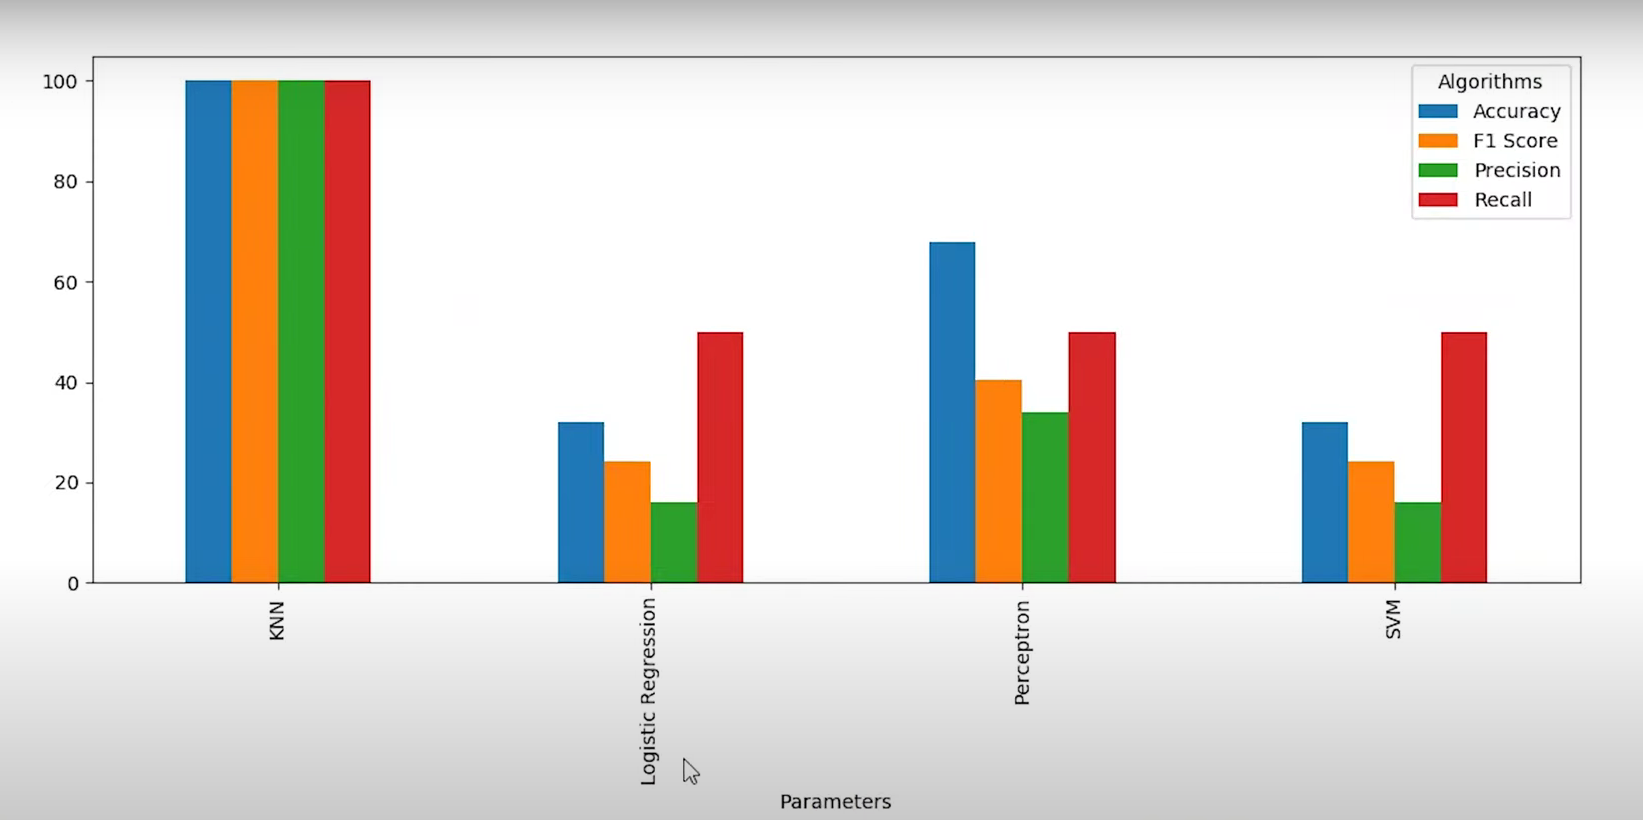 100
80
60
40
20
0
Algorithms
Accuracy
F1 Score
Precision
Recall
KNN
Logistic Regression
Perceptron
SVM
Parameters